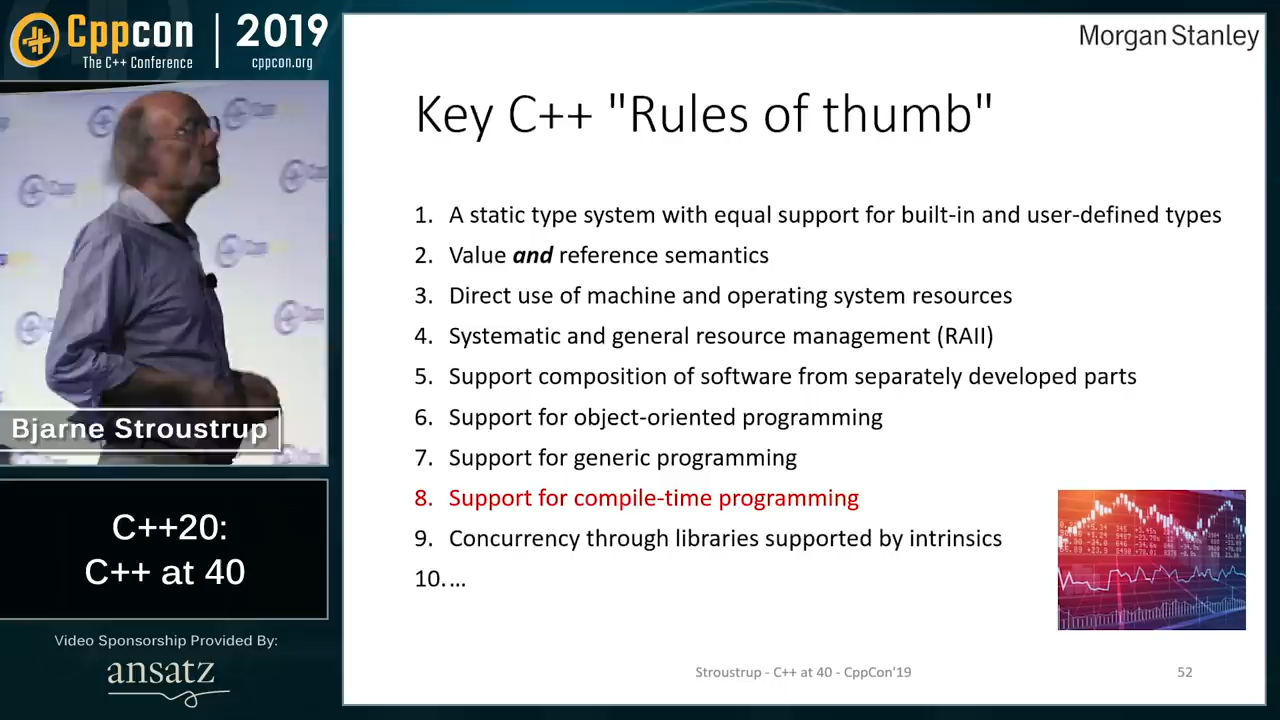 Cppcon
The C++ Conference
2019
cppcon.org
Morgan Stanley
Key C++ "Rules of thumb"
1. A static type system with equal support for built-in and user-defined types
2. Value and reference semantics
3. Direct use of machine and operating system resources
4. Systematic and general resource management (RAII)
5. Support composition of software from separately developed parts
6. Support for object-oriented programming
7. Support for generic programming
8. Support for compile-time programming
9. Concurrency through libraries supported by intrinsics
10. ...
Bjarne Stroustrup
C++20:
C++ at 40
Video Sponsorship Provided By:
ansatz
Stroustrup - C++ at 40 - CppCon'19
52